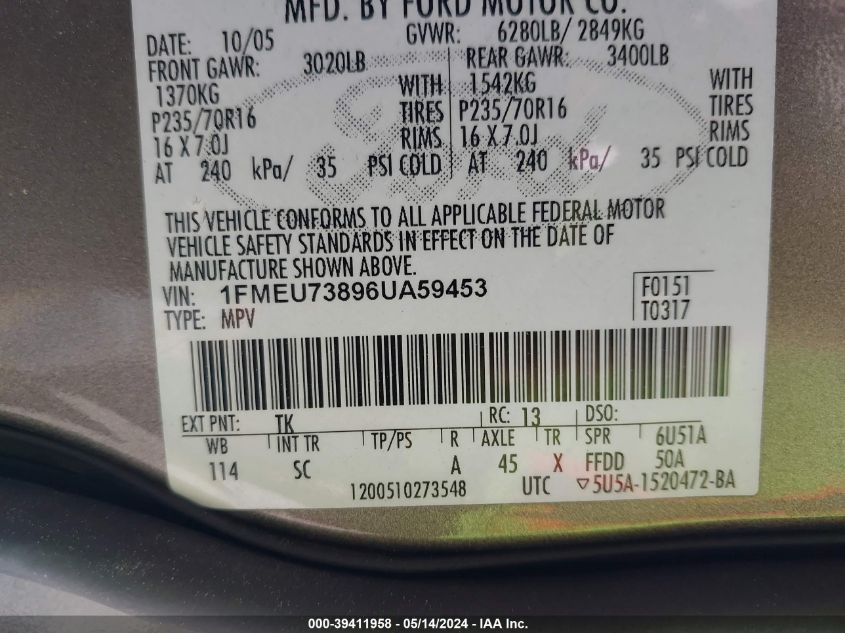 MFD. BY FORD MOTOR CO.
DATE: 10/05 GVWR: 6280LB/ 2849KG
FRONT GAWR: 3020LB REAR GAWR: 3400LB
1370KG WITH 1542KG WITH
P235/70R16 TIRES P235/70R16 TIRES
16 X 7.0J RIMS 16 X 7.0J RIMS
AT 240 kPa/ 35 PSI COLD AT 240 kPa/ 35 PSI COLD
Ford
THIS VEHICLE CONFORMS TO ALL APPLICABLE FEDERAL MOTOR
VEHICLE SAFETY STANDARDS IN EFFECT ON THE DATE OF
MANUFACTURE SHOWN ABOVE.
VIN: 1FMEU73896UA59453 F0151
TYPE: MPV T0317
EXT PNT: TK RC: 13 DSO:
WB INT TR TP/PS R AXLE TR SPR 6U51A
114 SC A 45 X FFDD 50A
1200510273548 UTC ▽5U5A-1520472-BA
000-39411958 - 05/14/2024 - IAA Inc.